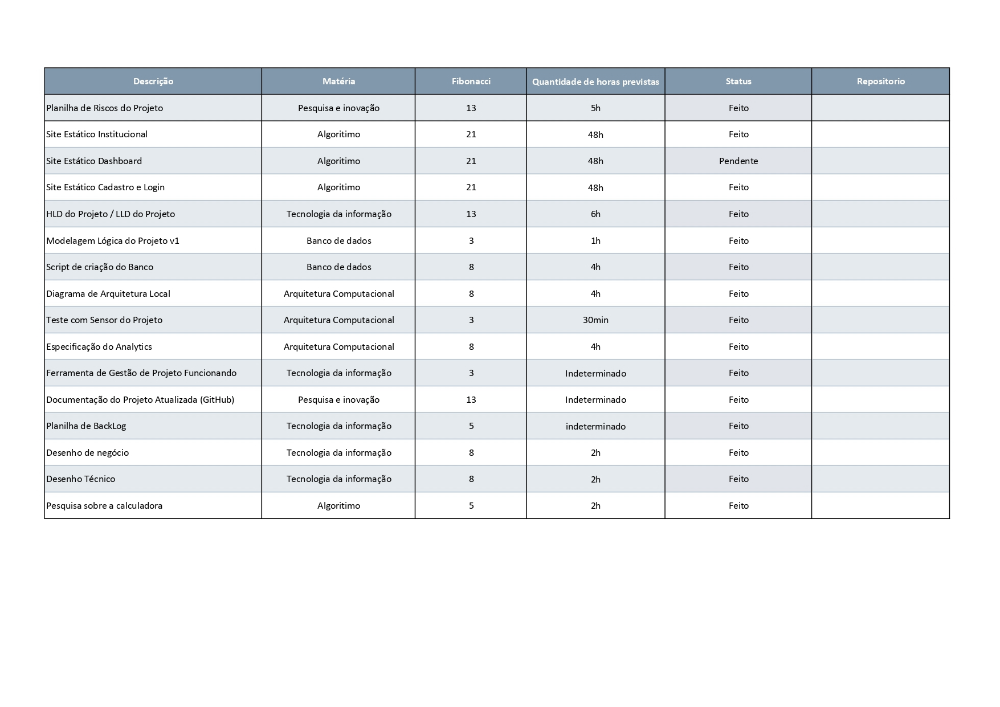 Descrição Matéria Fibonacci Quantidade de horas previstas Status Repositorio
Planilha de Riscos do Projeto Pesquisa e inovação 13 5h Feito
Site Estático Institucional Algoritimo 21 48h Feito
Site Estático Dashboard Algoritimo 21 48h Pendente
Site Estático Cadastro e Login Algoritimo 21 48h Feito
HLD do Projeto / LLD do Projeto Tecnologia da informação 13 6h Feito
Modelagem Lógica do Projeto v1 Banco de dados 3 1h Feito
Script de criação do Banco Banco de dados 8 4h Feito
Diagrama de Arquitetura Local Arquitetura Computacional 8 4h Feito
Teste com Sensor do Projeto Arquitetura Computacional 3 30min Feito
Especificação do Analytics Arquitetura Computacional 8 4h Feito
Ferramenta de Gestão de Projeto Funcionando Tecnologia da informação 3 Indeterminado Feito
Documentação do Projeto Atualizada (GitHub) Pesquisa e inovação 13 Indeterminado Feito
Planilha de BackLog Tecnologia da informação 5 indeterminado Feito
Desenho de negócio Tecnologia da informação 8 2h Feito
Desenho Técnico Tecnologia da informação 8 2h Feito
Pesquisa sobre a calculadora Algoritimo 5 2h Feito